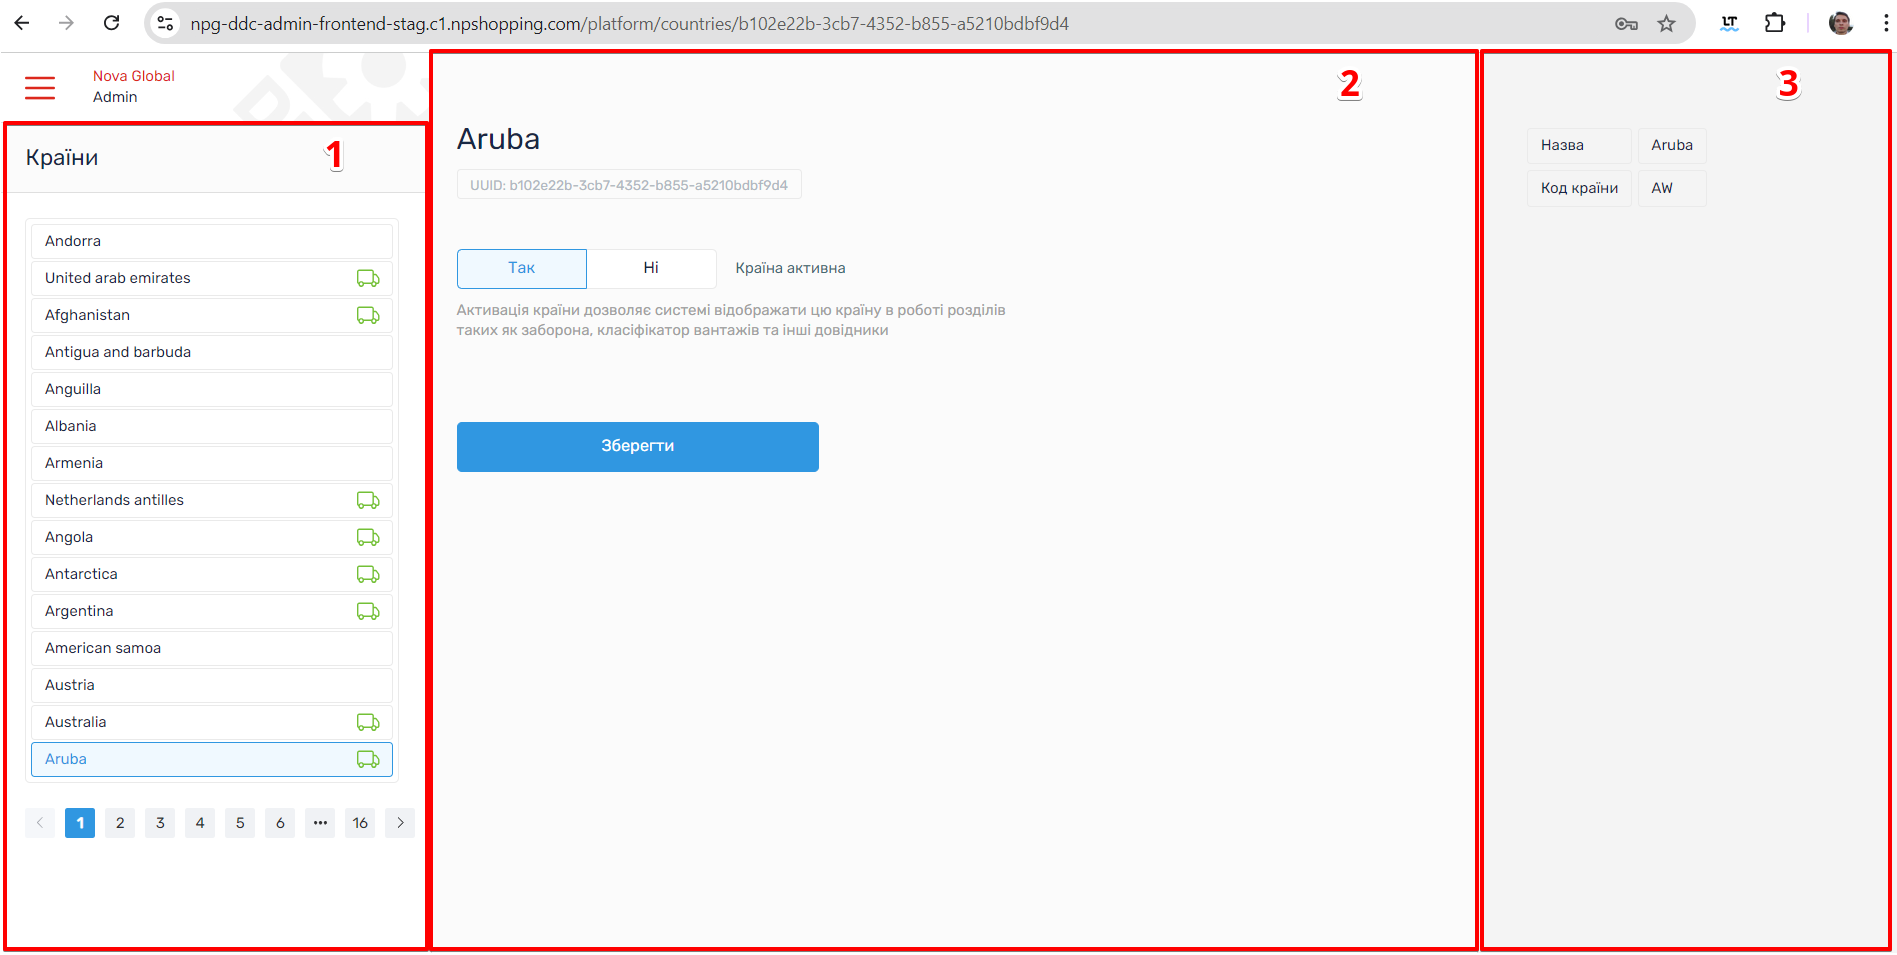 npg-ddc-admin-frontend-stag.c1.npshopping.com/platform/countries/b102e22b-3cb7-4352-b855-a5210bdbf9d4
LT
Nova Global
Admin
1
Країни
Andorra
United arab emirates
Afghanistan
Antigua and barbuda
Anguilla
Albania
Armenia
Netherlands antilles
Angola
Antarctica
Argentina
American samoa
Austria
Australia
Aruba
1 2 3 4 5 6 ••• 16
2
Aruba
UUID: b102e22b-3cb7-4352-b855-a5210bdbf9d4
Так Ні Країна активна
Активація країни дозволяє системі відображати цю країну в роботі розділів
таких як заборона, класіфікатор вантажів та інші довідники
Зберегти
3
Назва Aruba
Код країни AW